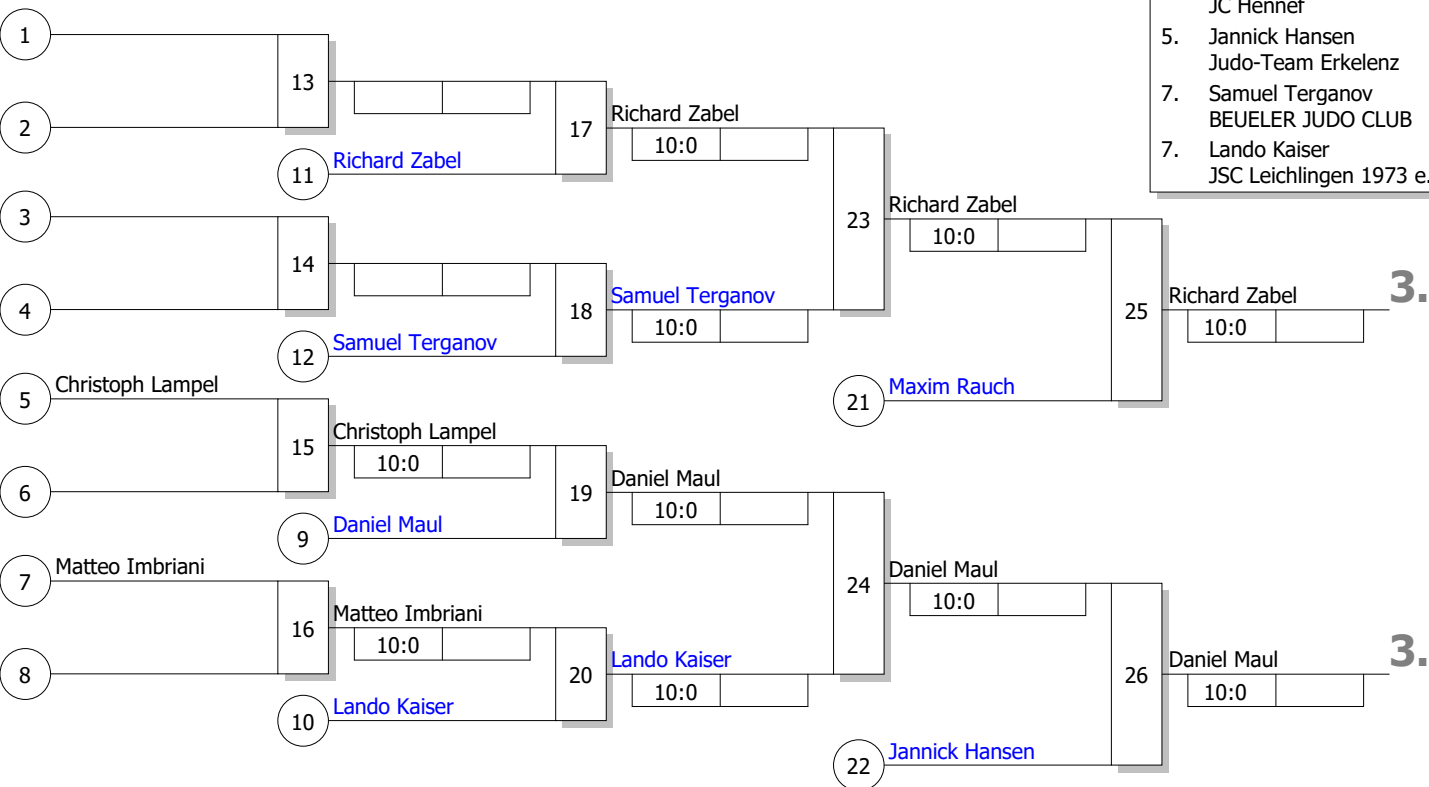 JC Hennef
5. Jannick Hansen
Judo-Team Erkelenz
7. Samuel Terganov
BEUELER JUDO CLUB
7. Lando Kaiser
JSC Leichlingen 1973 e.
1
13
2
17
Richard Zabel
10:0
11
Richard Zabel
3
23
Richard Zabel
10:0
14
4
18
Samuel Terganov
10:0
12
Samuel Terganov
25
Richard Zabel
10:0
3.
5
Christoph Lampel
21
Maxim Rauch
15
Christoph Lampel
10:0
6
19
Daniel Maul
10:0
9
Daniel Maul
7
Matteo Imbriani
24
Daniel Maul
10:0
16
Matteo Imbriani
10:0
8
20
Lando Kaiser
10:0
10
Lando Kaiser
26
Daniel Maul
10:0
3.
22
Jannick Hansen